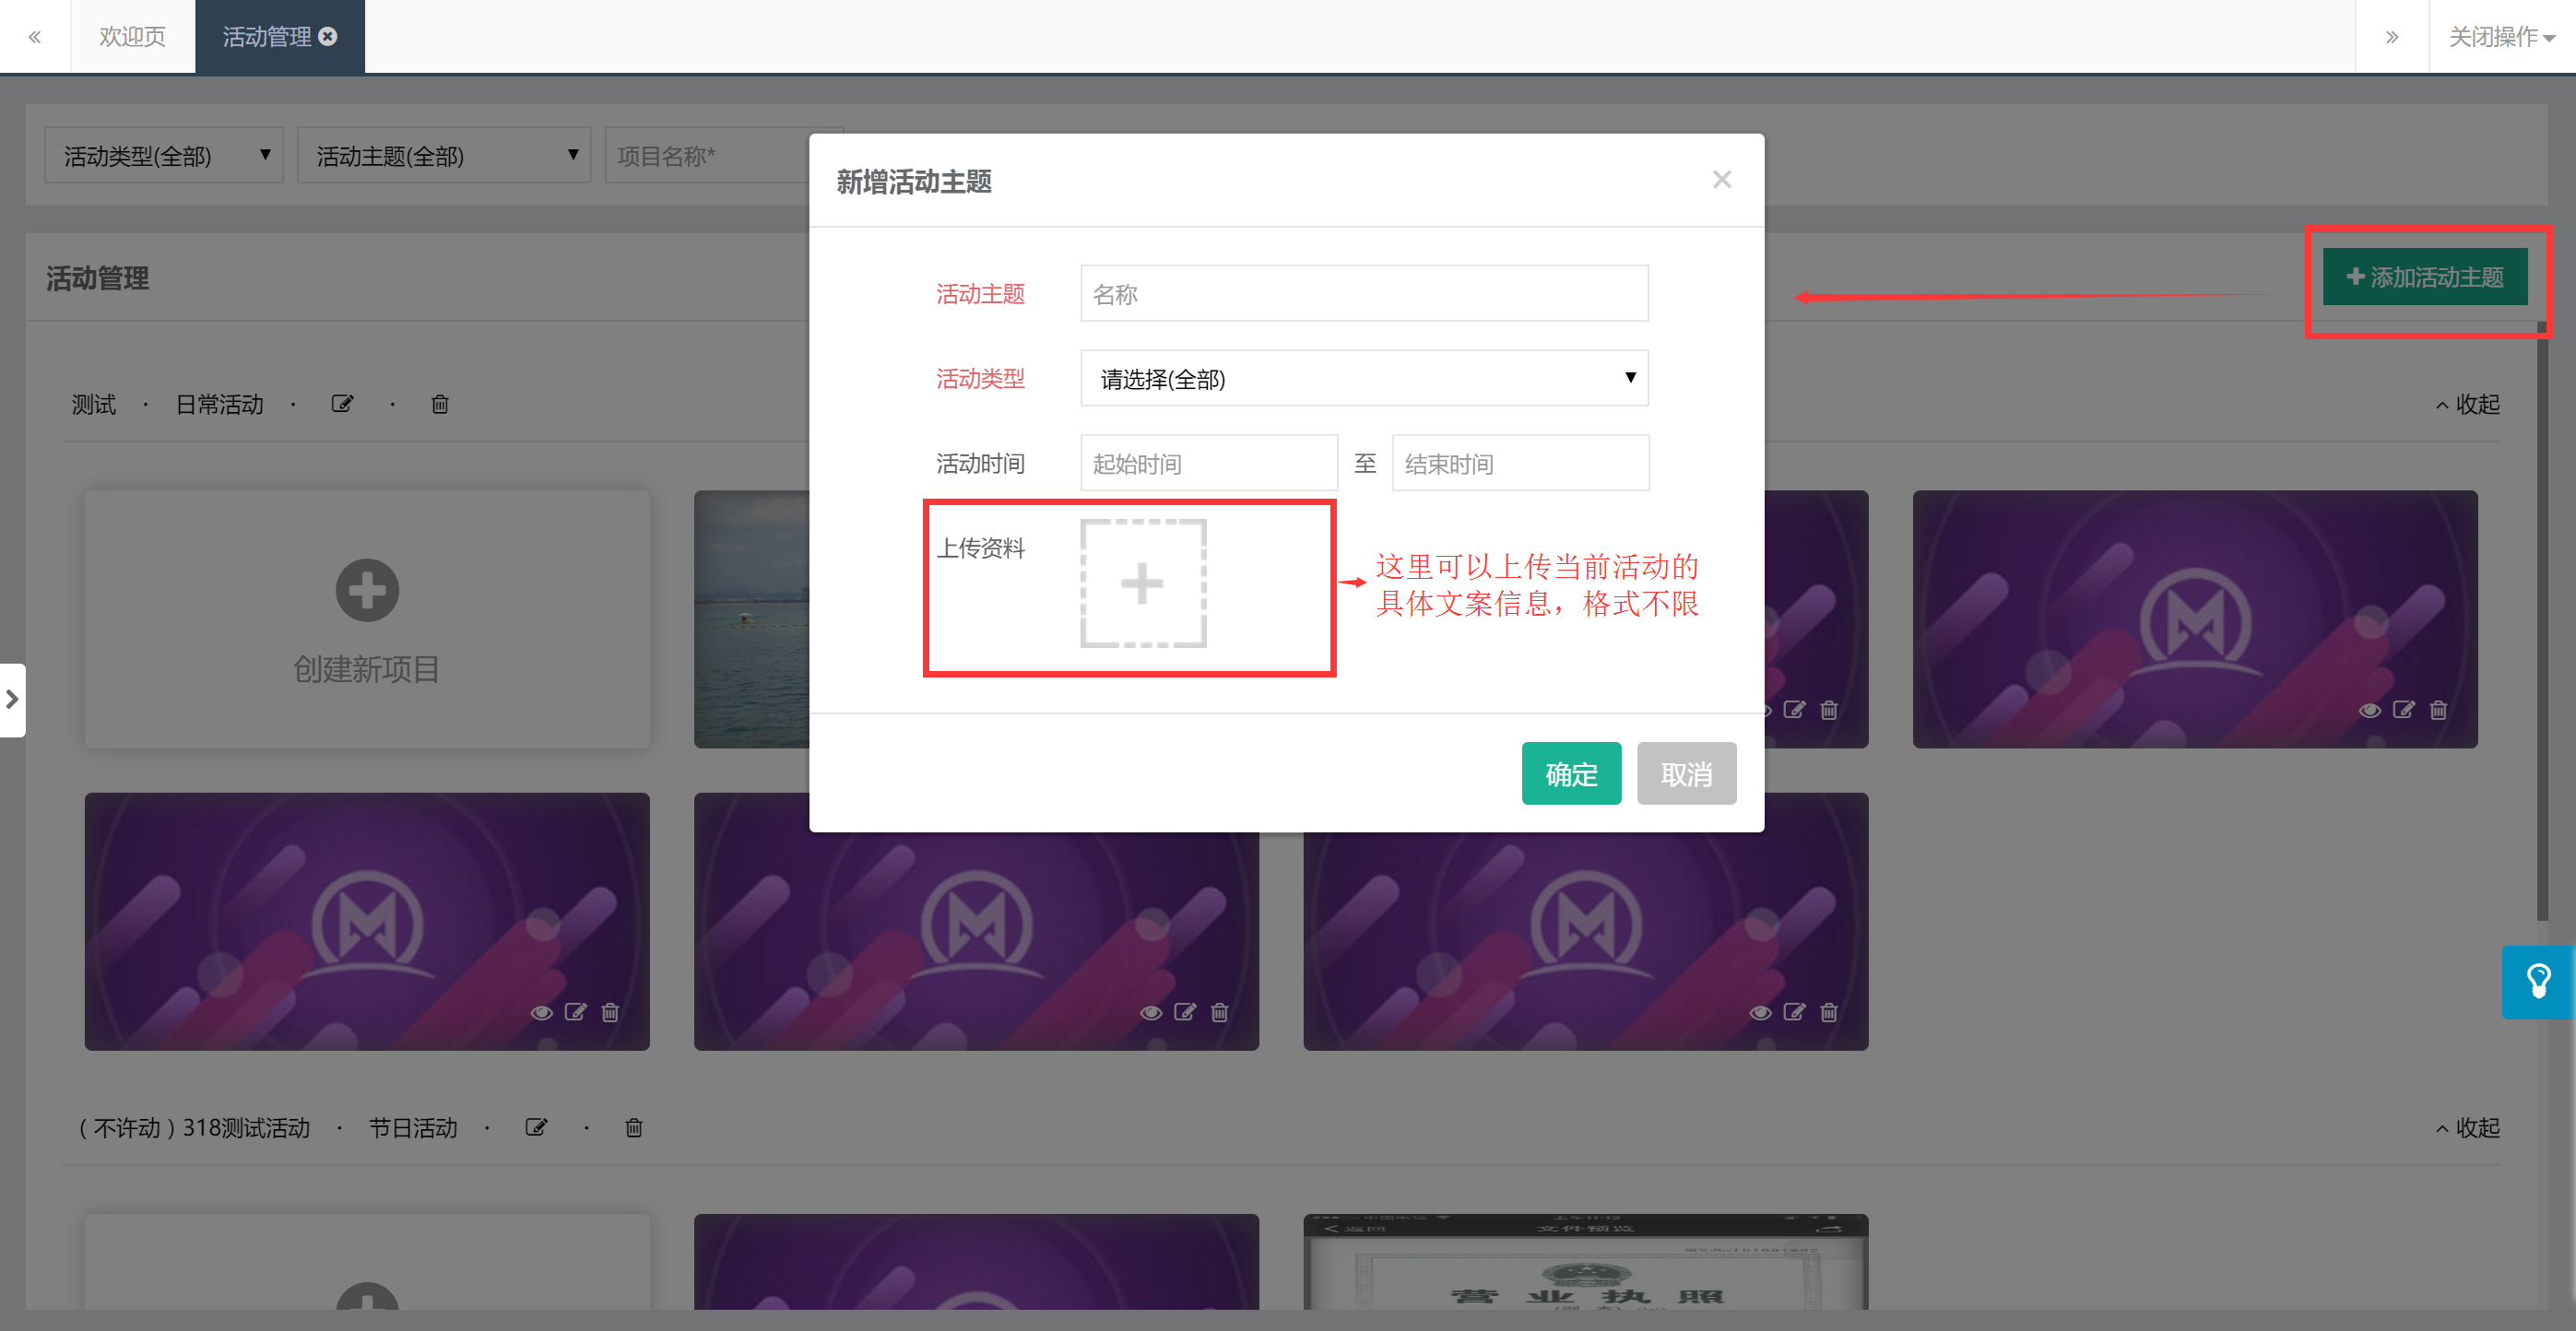 欢迎页
活动管理
关闭操作
活动类型(全部)
活动主题(全部)
项目名称*
新增活动主题
活动管理
添加活动主题
活动主题
名称
活动类型
请选择(全部)
测试 · 日常活动 · ·
收起
活动时间
起始时间
至
结束时间
上传资料
这里可以上传当前活动的
具体文案信息，格式不限
创建新项目
确定
取消
（不许动）318测试活动 · 节日活动 · ·
收起
返回
文件预览
营业执照